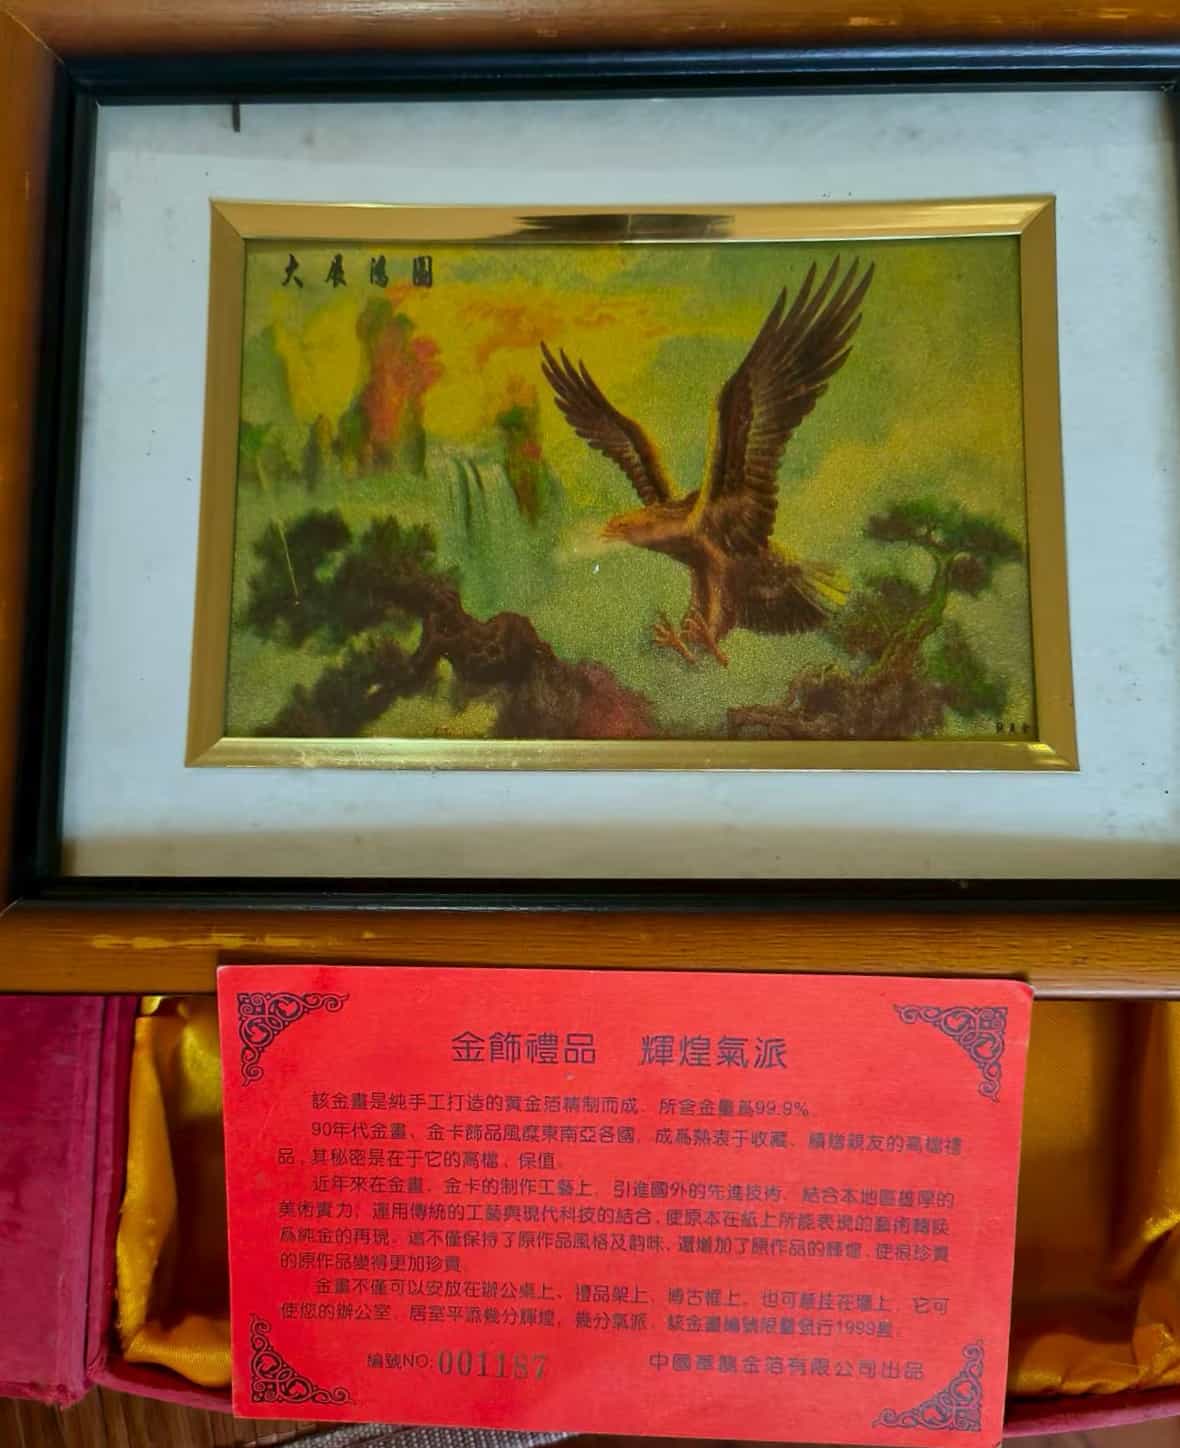 大展鴻圖
金飾禮品 輝煌氣派
該金畫是純手工打造的黃金箔精制而成．所含金量爲99.9%．
90年代金畫、金卡飾品風糜東南亞各國，成爲熱衷于收藏、饋贈親友的高檔禮
品，其秘密是在于它的高檔、保值。
近年來在金畫、金卡的制作工藝上，引進國外的先進技術，結合本地區雄厚的
美術實力，運用傳統的工藝與現代科技的結合，使原本在紙上所能表現的藝術轉換
爲純金的再現。這不僅保持了原作品風格及韵味，還增加了原作品的輝煌，使很珍貴
的原作品變得更加珍貴．
金畫不僅可以安放在辦公桌上、禮品架上、博古櫃上，也可懸挂在墻上，它可
使您的辦公室、居室平添幾分輝煌，幾分氣派。該金畫編號限量發行1999套。
編號NO:001187
中國華鵬金箔有限公司出品